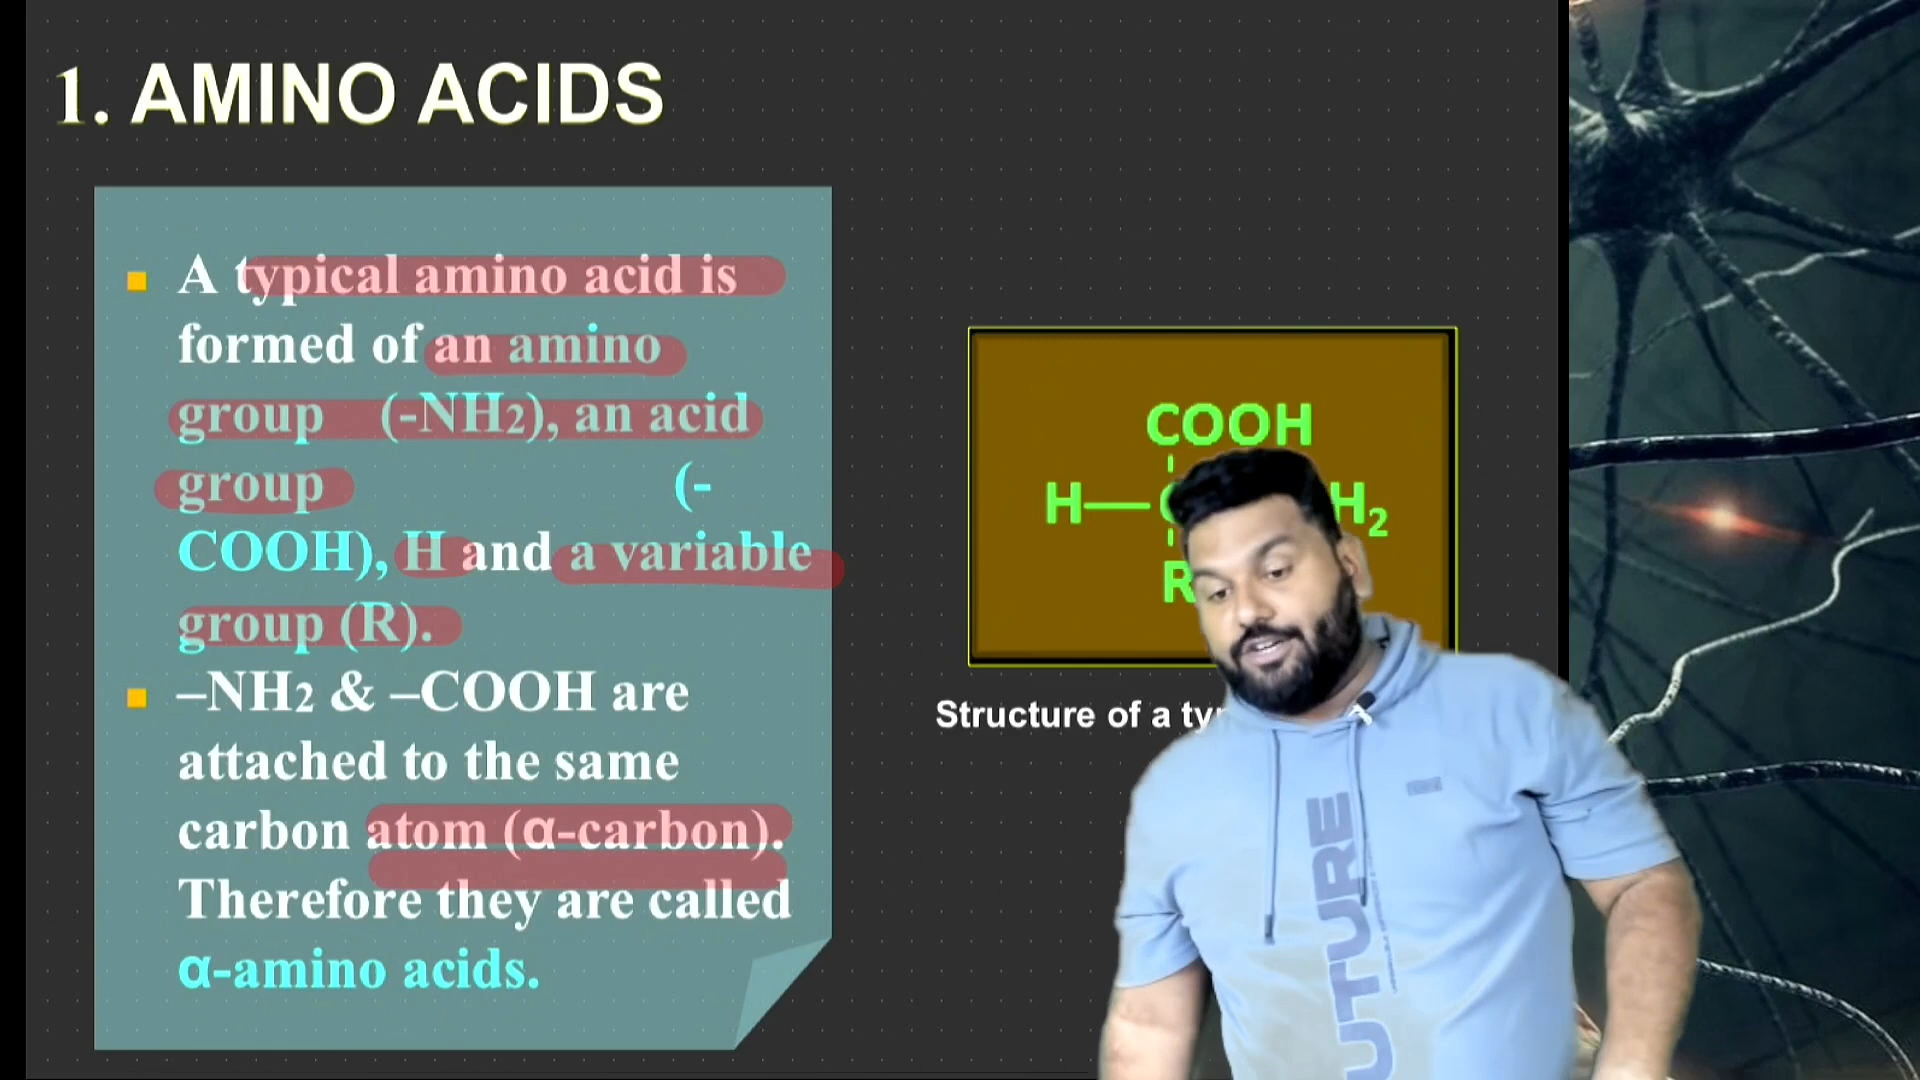 1. AMINO ACIDS
A typical amino acid is
formed of an amino
group (-NH2), an acid
group (-
COOH), H and a variable
group (R).
–NH2 & –COOH are
attached to the same
carbon atom (α-carbon).
Therefore they are called
α-amino acids.
COOH
H— H2
R
Structure of a
UTURE